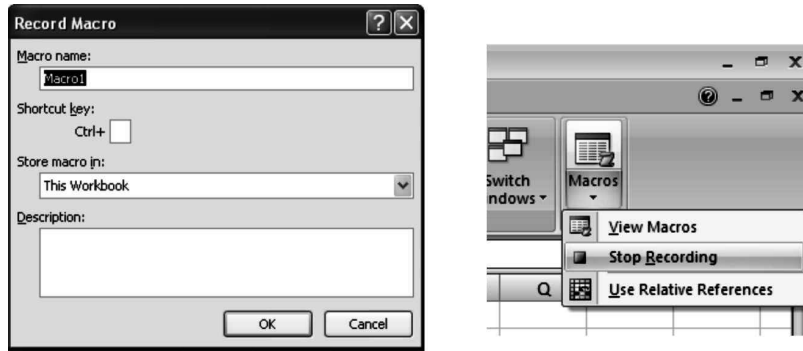 Record Macro
Macro name:
Macro1
Shortcut key:
Ctrl+
Store macro in:
This Workbook
Description:
OK Cancel
Switch
ndows
Macros
View Macros
Stop Recording
Q
Use Relative References